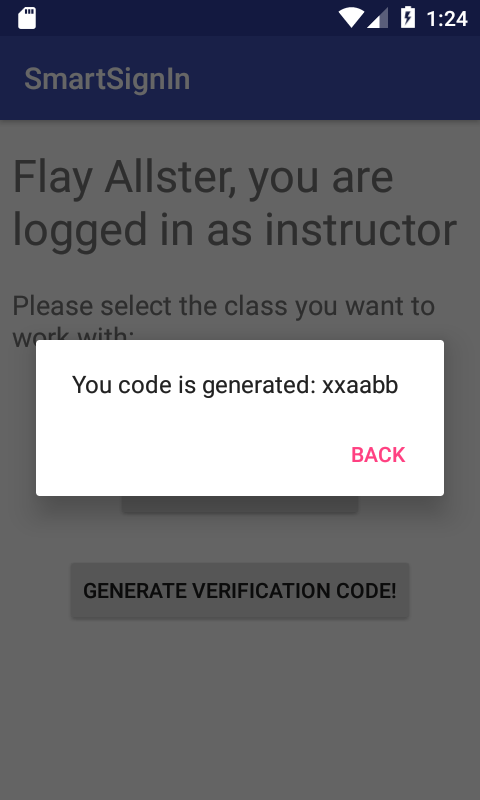 1:24
SmartSignIn
Flay Allster, you are
logged in as instructor
Please select the class you want to
work with:
You code is generated: xxaabb
BACK
GENERATE VERIFICATION CODE!